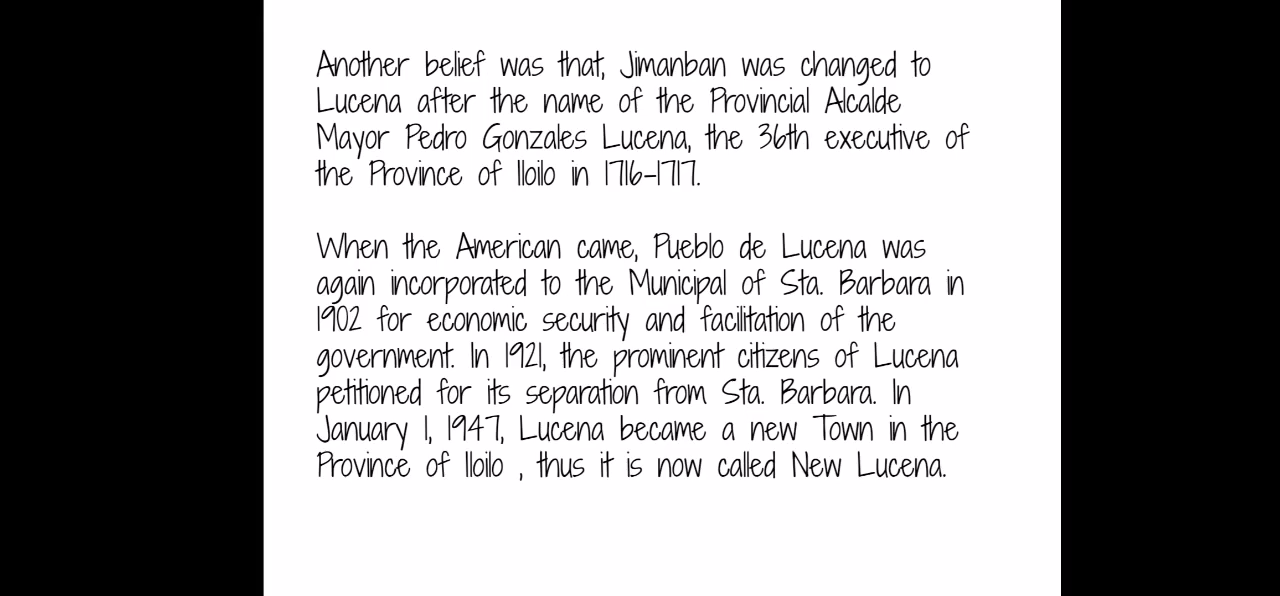 Another belief was that, Jimanban was changed to
Lucena after the name of the Provincial Alcalde
Mayor Pedro Gonzales Lucena, the 36th executive of
the Province of Iloilo in 1716-1717.
When the American came, Pueblo de Lucena was
again incorporated to the Municipal of Sta. Barbara in
1902 for economic security and facilitation of the
government. In 1921, the prominent citizens of Lucena
petitioned for its separation from Sta. Barbara. In
January 1, 1947, Lucena became a new Town in the
Province of Iloilo , thus it is now called New Lucena.